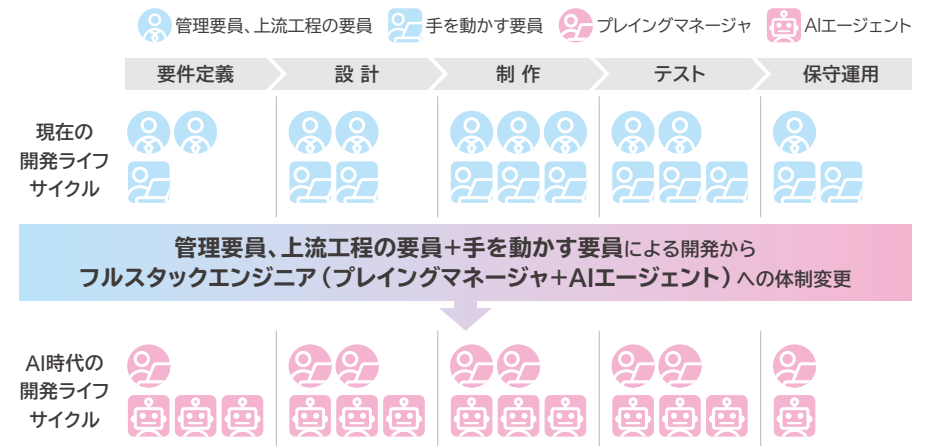 管理要員、上流工程の要員
手を動かす要員
プレイングマネージャ
AIエージェント
要件定義
設 計
制 作
テスト
保守運用
現在の
開発ライフ
サイクル
管理要員、上流工程の要員+手を動かす要員による開発から
フルスタックエンジニア(プレイングマネージャ+AIエージェント)への体制変更
AI時代の
開発ライフ
サイクル